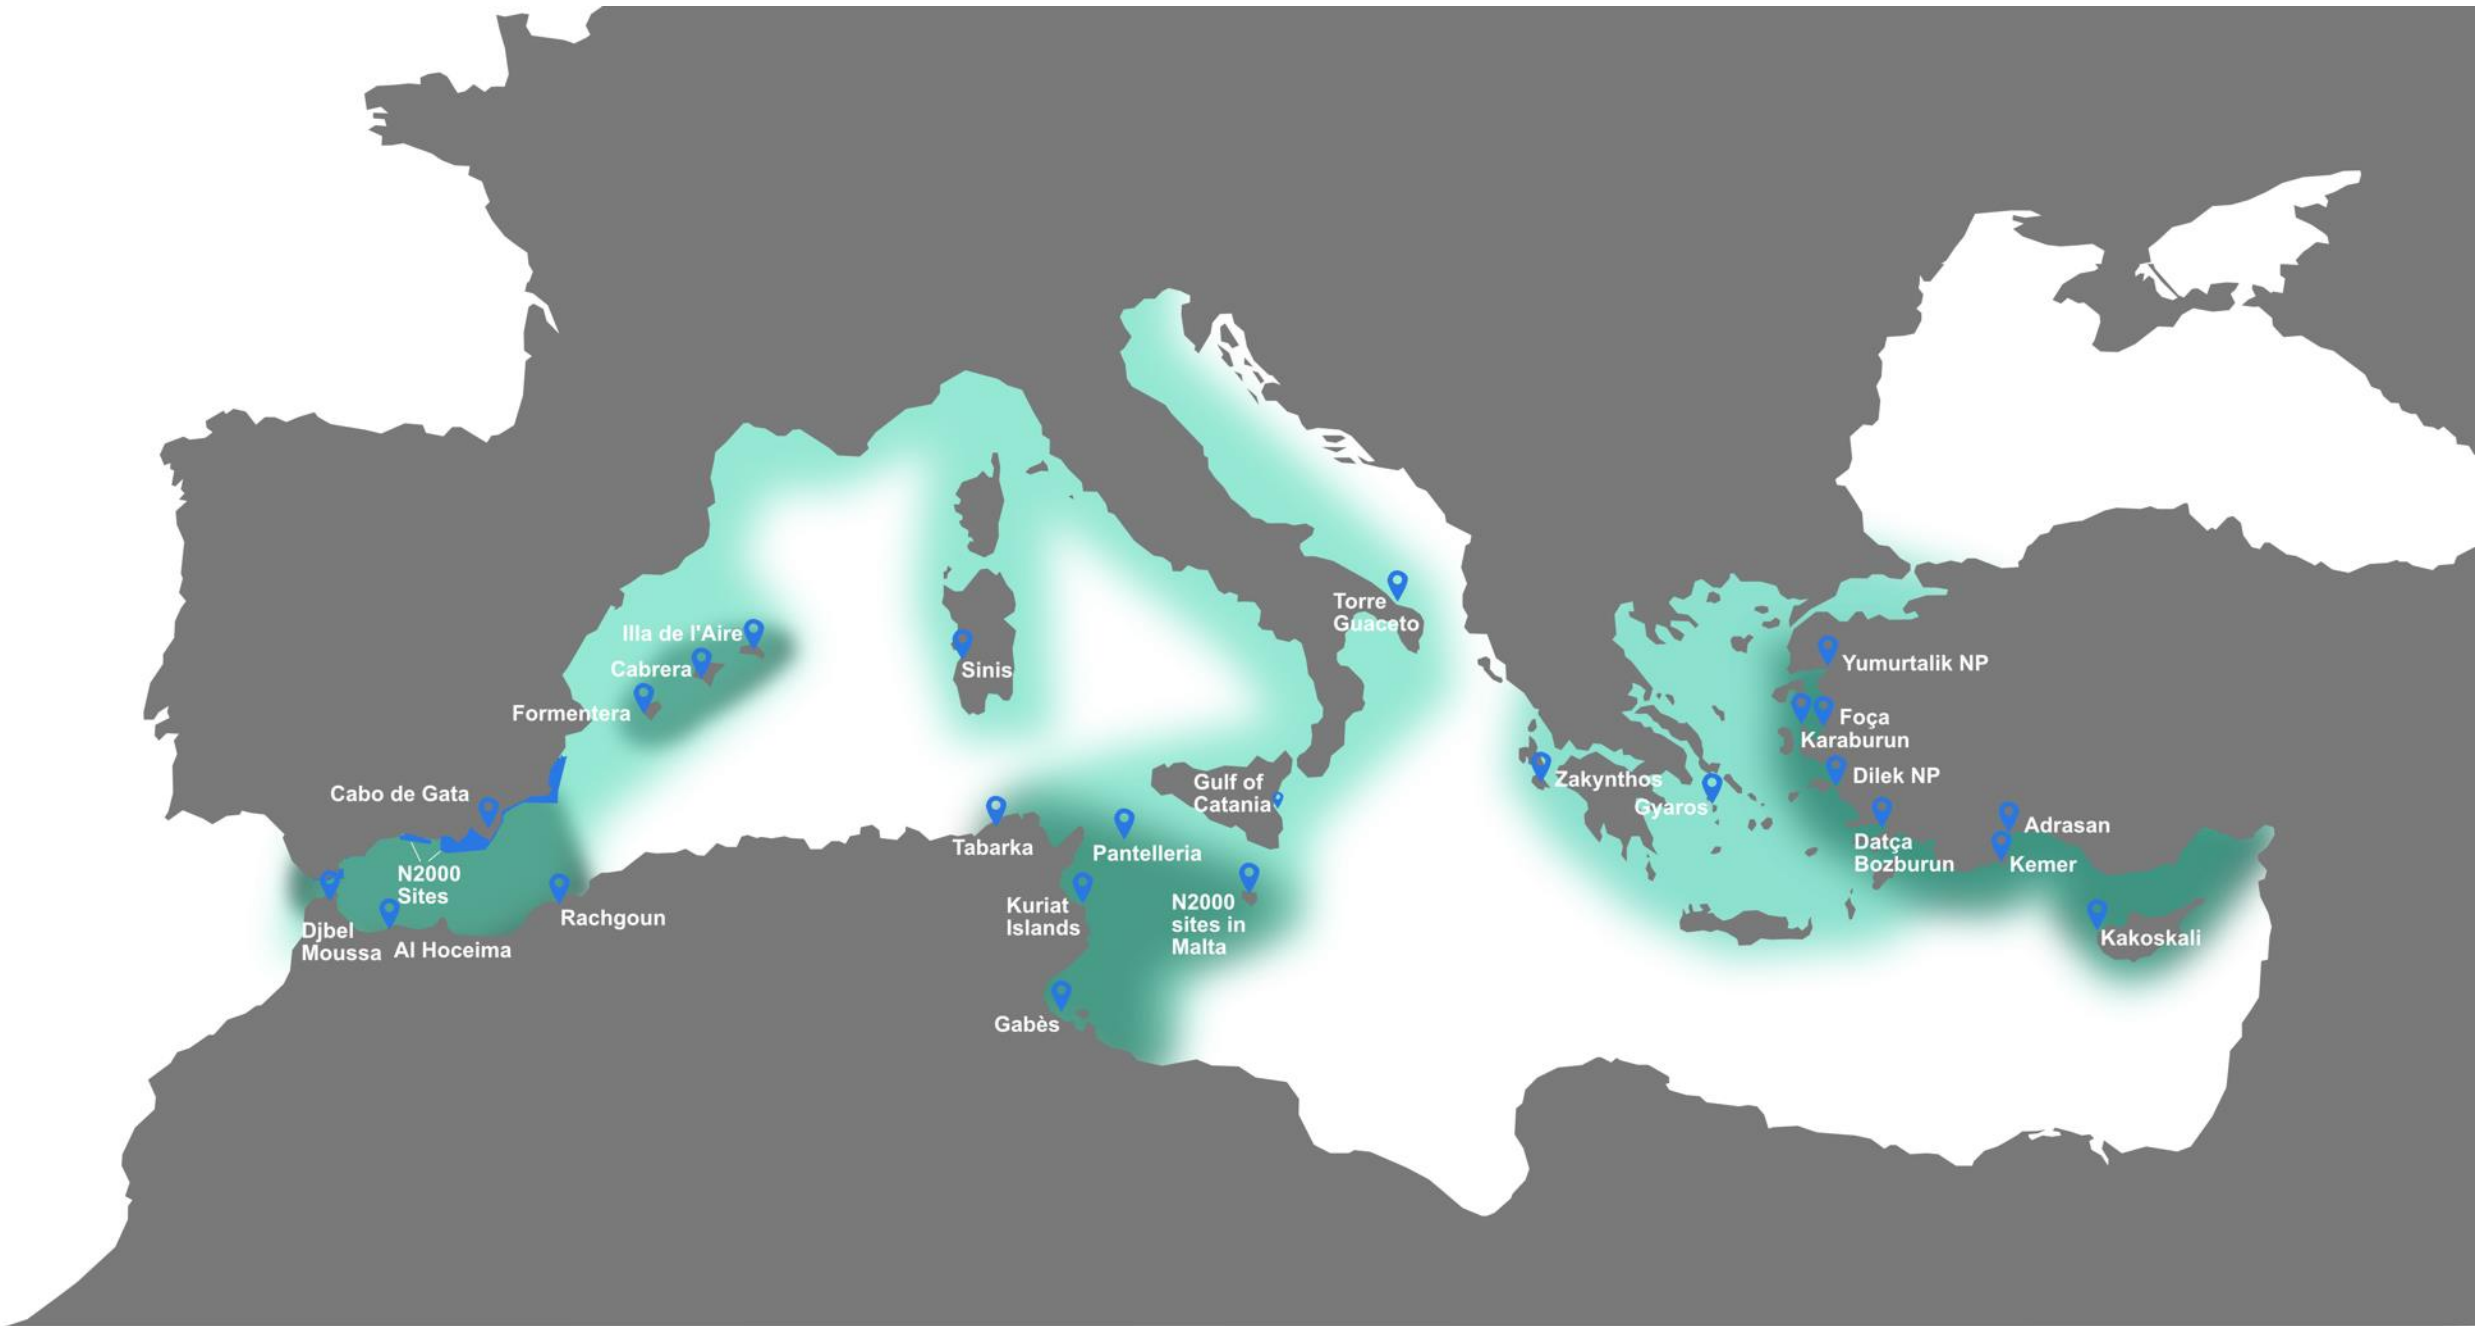 Torre
Guaceto
Illa de l'Aire
Cabrera
Sinis
Yumurtalik NP
Formentera
Foça
Karaburun
Zakynthos
Dilek NP
Gulf of
Catania
Cabo de Gata
Gyaros
Adrasan
Datça
Bozburun
Tabarka
Pantelleria
Kemer
N2000
Sites
Kuriat
Islands
N2000
sites in
Malta
Rachgoun
Djbel
Moussa
Al Hoceima
Kakoskali
Gabès